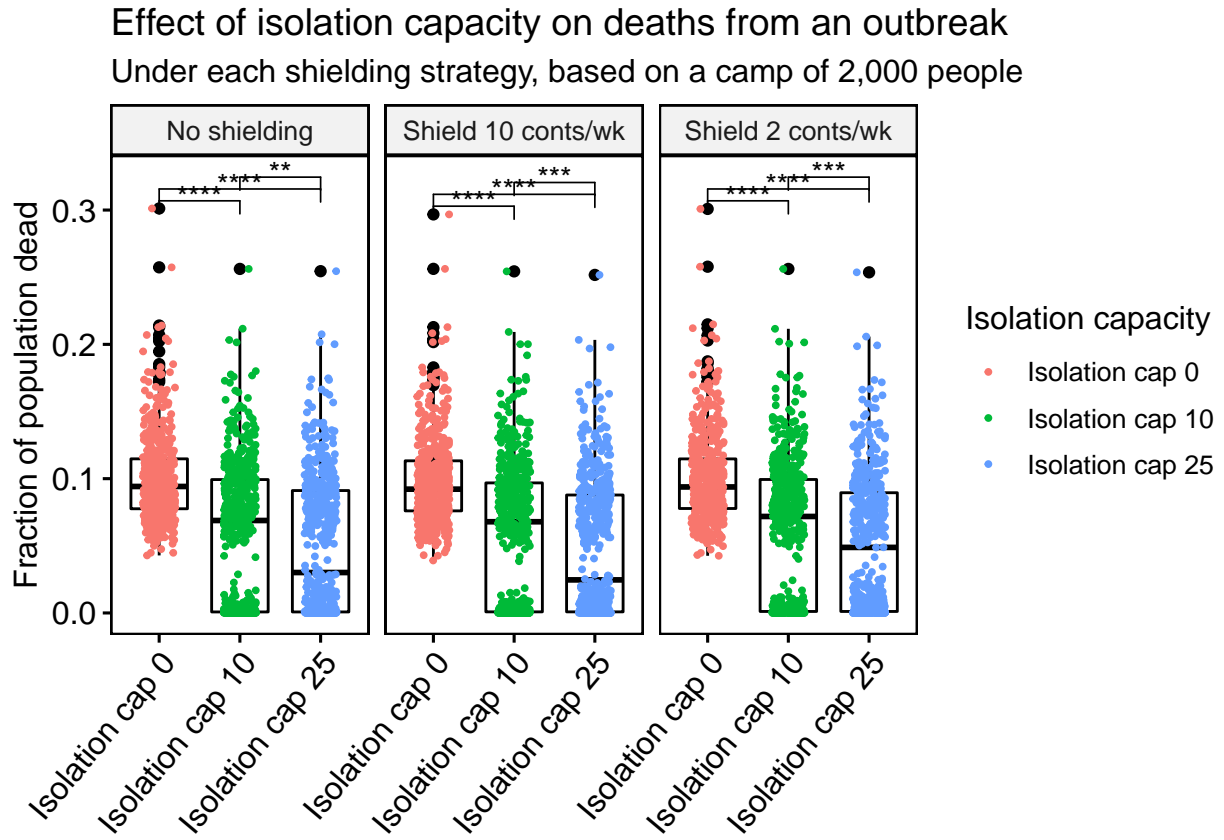 Effect of isolation capacity on deaths from an outbreak
Under each shielding strategy, based on a camp of 2,000 people
No shielding
Shield 10 conts/wk
Shield 2 conts/wk
**
****
****
***
****
****
***
****
****
Fraction of population dead
0.3
0.2
0.1
0.0
Isolation cap 0
Isolation cap 10
Isolation cap 25
Isolation cap 0
Isolation cap 10
Isolation cap 25
Isolation cap 0
Isolation cap 10
Isolation cap 25
Isolation capacity
Isolation cap 0
Isolation cap 10
Isolation cap 25